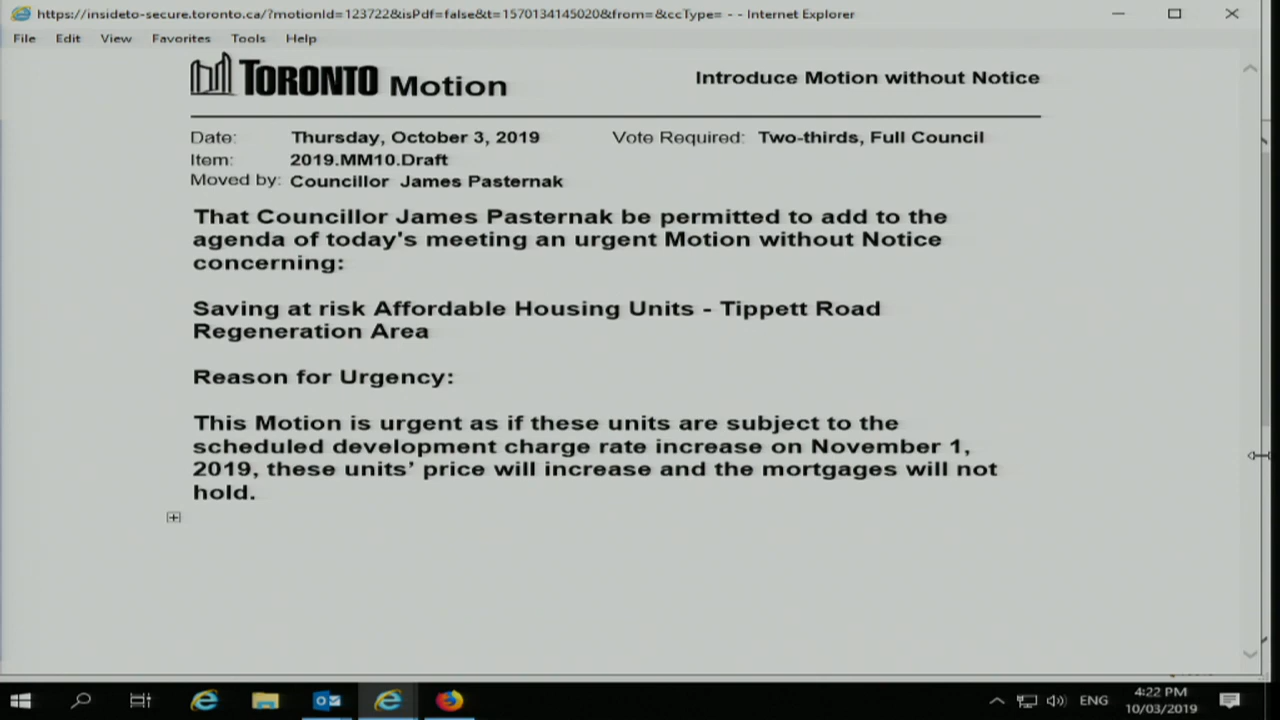 https://insideto-secure.toronto.ca/?motionId=123722&isPdf=false&t=1570134145020&from=&ccType= - - Internet Explorer
File Edit View Favorites Tools Help
TORONTO Motion
Introduce Motion without Notice
Date: Thursday, October 3, 2019 Vote Required: Two-thirds, Full Council
Item: 2019.MM10.Draft
Moved by: Councillor James Pasternak
That Councillor James Pasternak be permitted to add to the
agenda of today's meeting an urgent Motion without Notice
concerning:
Saving at risk Affordable Housing Units - Tippett Road
Regeneration Area
Reason for Urgency:
This Motion is urgent as if these units are subject to the
scheduled development charge rate increase on November 1,
2019, these units’ price will increase and the mortgages will not
hold.
ENG
4:22 PM
10/03/2019